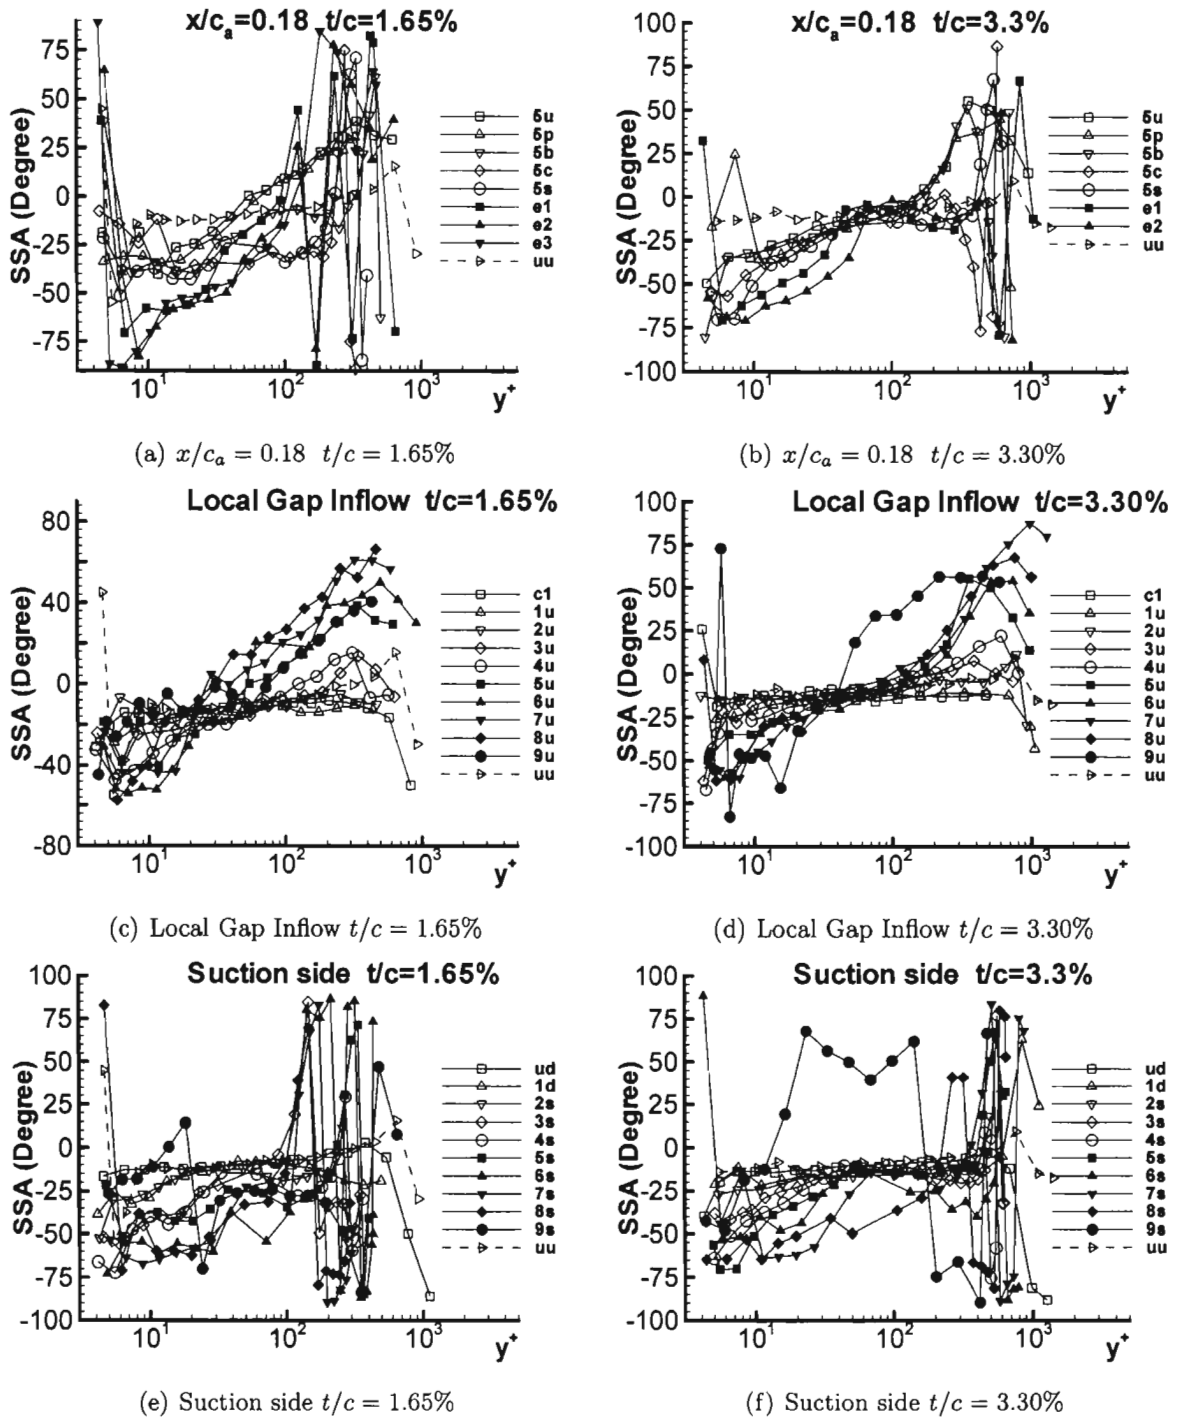 x/ca=0.18 t/c=1.65%
SSA (Degree)
75
50
25
0
-25
-50
-75
10^1
10^2
10^3
y+
5u
5p
5b
5c
5s
e1
e2
e3
uu
(a) x/ca = 0.18 t/c = 1.65%
x/ca=0.18 t/c=3.3%
SSA (Degree)
100
75
50
25
0
-25
-50
-75
-100
10^1
10^2
10^3
y+
5u
5p
5b
5c
5s
e1
e2
uu
(b) x/ca = 0.18 t/c = 3.30%
Local Gap Inflow t/c=1.65%
SSA (Degree)
80
60
40
20
0
-20
-40
-60
-80
10^1
10^2
10^3
y+
c1
1u
2u
3u
4u
5u
6u
7u
8u
9u
uu
(c) Local Gap Inflow t/c = 1.65%
Local Gap Inflow t/c=3.30%
SSA (Degree)
100
75
50
25
0
-25
-50
-75
-100
10^1
10^2
10^3
y+
c1
1u
2u
3u
4u
5u
6u
7u
8u
9u
uu
(d) Local Gap Inflow t/c = 3.30%
Suction side t/c=1.65%
SSA (Degree)
100
75
50
25
0
-25
-50
-75
-100
10^1
10^2
10^3
y+
ud
1d
2s
3s
4s
5s
6s
7s
8s
9s
uu
(e) Suction side t/c = 1.65%
Suction side t/c=3.3%
SSA (Degree)
100
75
50
25
0
-25
-50
-75
-100
10^1
10^2
10^3
y+
ud
1d
2s
3s
4s
5s
6s
7s
8s
9s
uu
(f) Suction side t/c = 3.30%